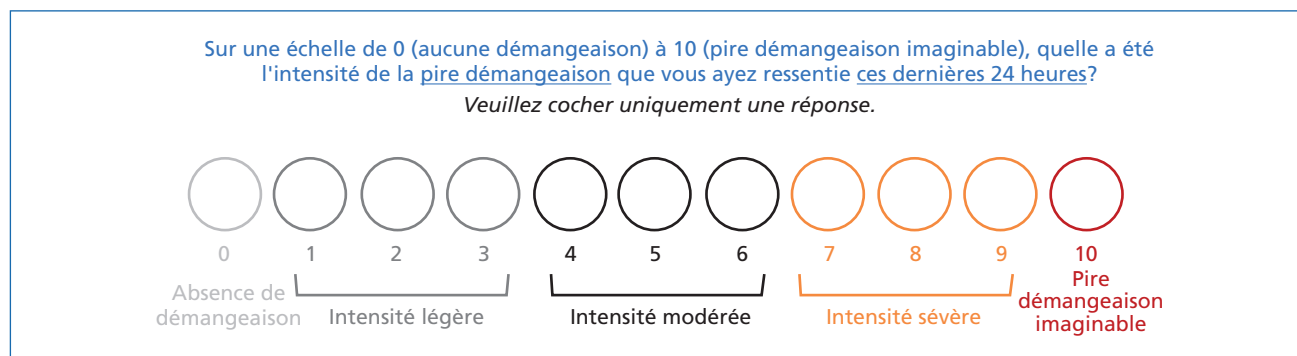 Sur une échelle de 0 (aucune démangeaison) à 10 (pire démangeaison imaginable), quelle a été
l'intensité de la pire démangeaison que vous ayez ressentie ces dernières 24 heures?
Veuillez cocher uniquement une réponse.
0 1 2 3 4 5 6 7 8 9 10
Absence de
démangeaison
Intensité légère
Intensité modérée
Intensité sévère
Pire
démangeaison
imaginable